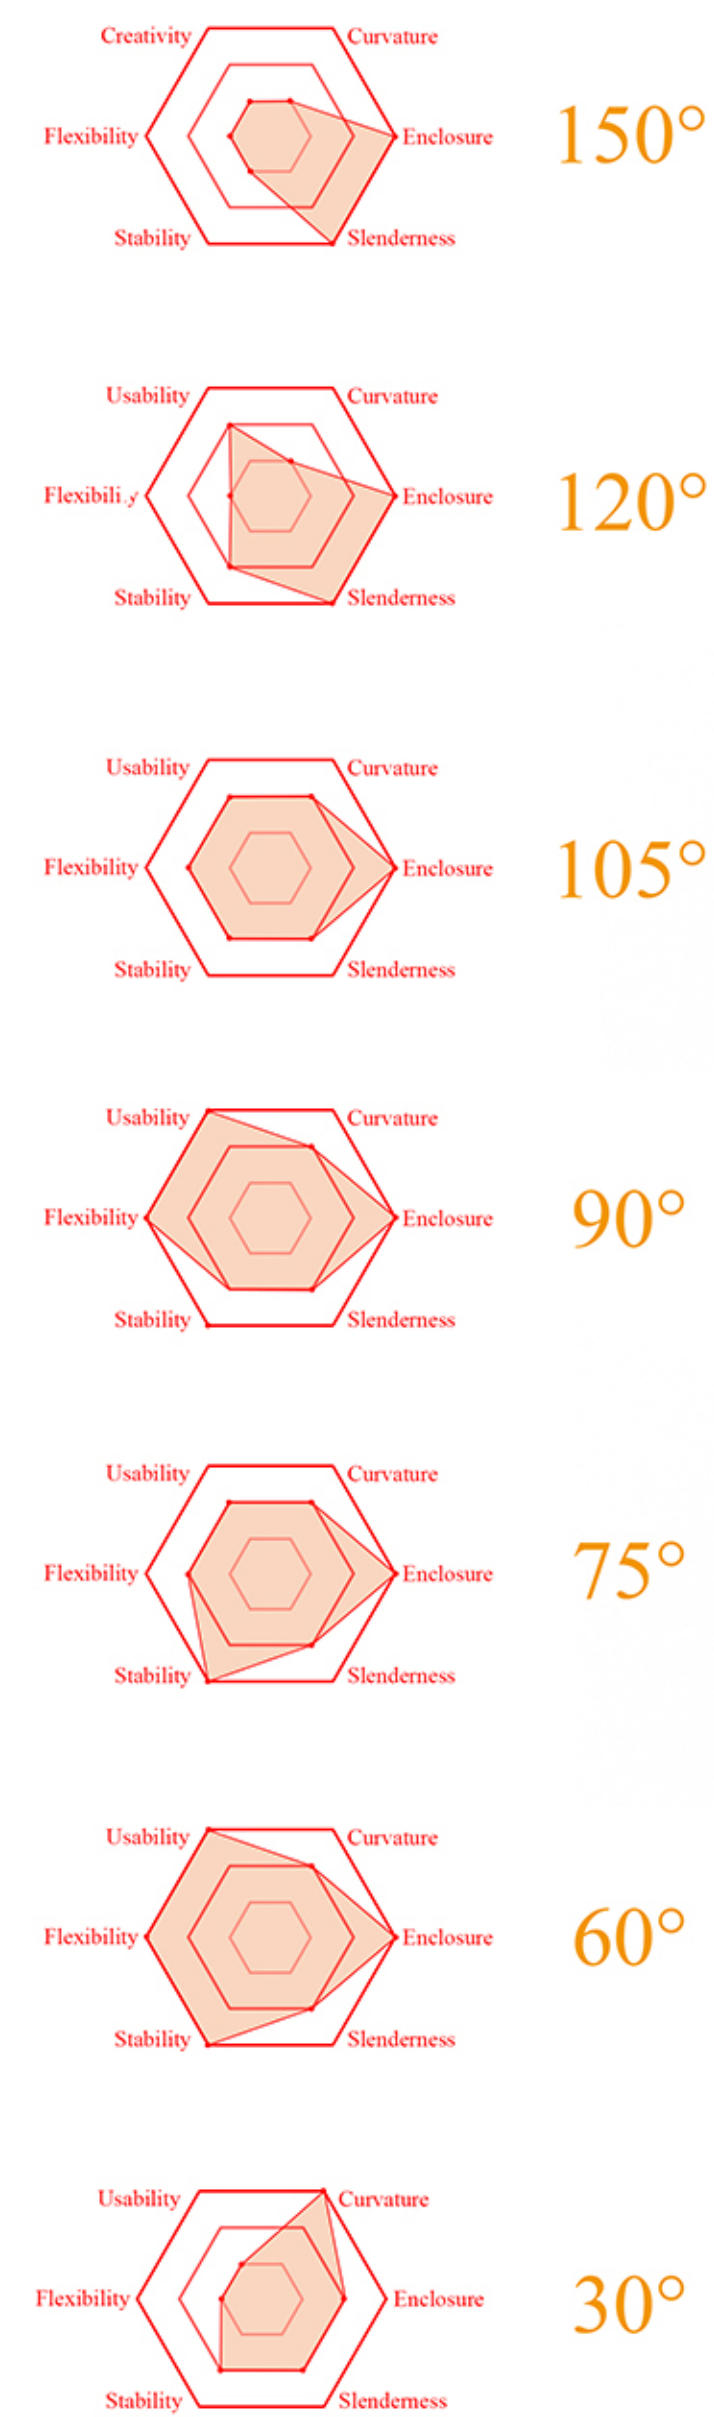 Creativity Curvature
Flexibility Enclosure 150°
Stability Slenderness
Usability Curvature
Enclosure 120°
Stability Slenderness
Usability Curvature
Flexibility Enclosure 105°
Stability Slenderness
Usability Curvature
Flexibility Enclosure 90°
Stability Slenderness
Usability Curvature
Flexibility Enclosure 75°
Stability Slenderness
Usability Curvature
Flexibility Enclosure 60°
Stability Slenderness
Usability Curvature
Flexibility Enclosure 30°
Stability Slenderness